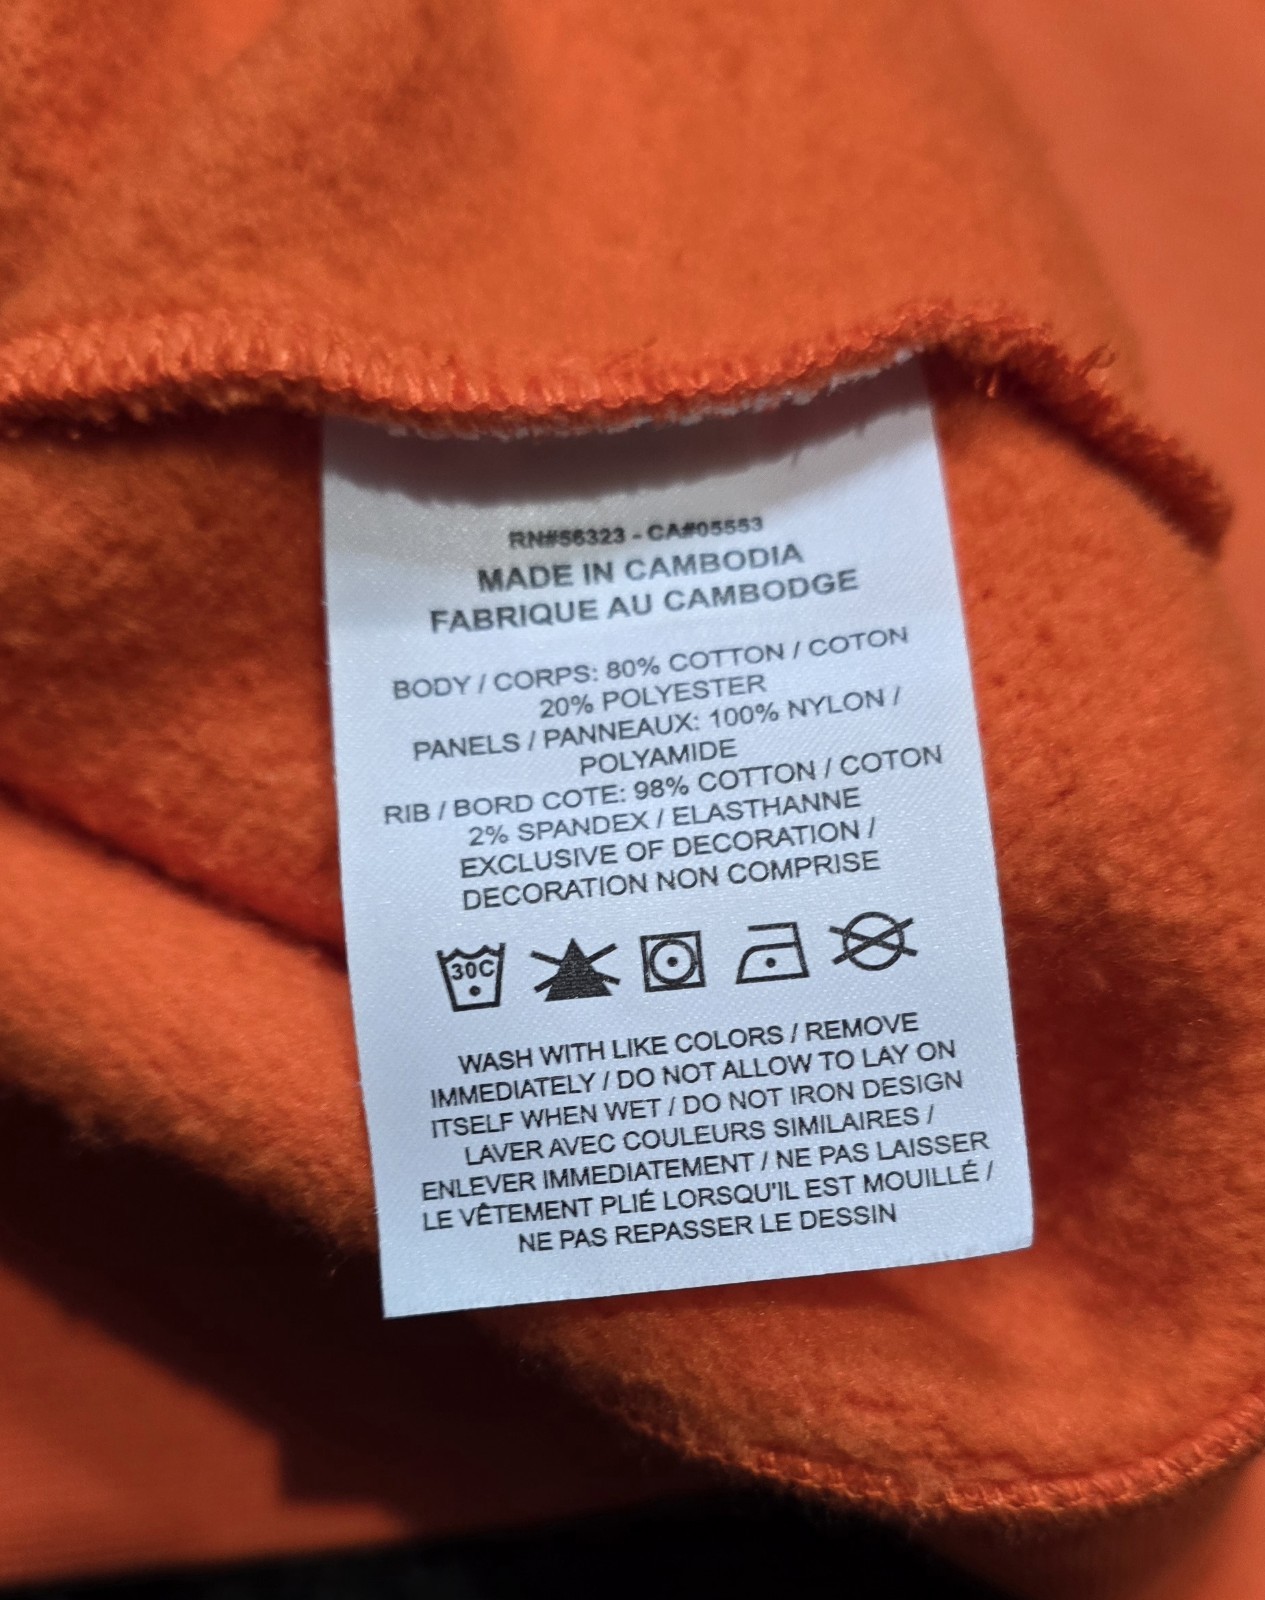 RN#56323 - CA#05553
MADE IN CAMBODIA
FABRIQUE AU CAMBODGE
BODY / CORPS: 80% COTTON / COTON
20% POLYESTER
PANELS / PANNEAUX: 100% NYLON /
POLYAMIDE
RIB / BORD COTE: 98% COTTON / COTON
2% SPANDEX / ELASTHANNE
EXCLUSIVE OF DECORATION /
DECORATION NON COMPRISE
30C
WASH WITH LIKE COLORS / REMOVE
IMMEDIATELY / DO NOT ALLOW TO LAY ON
ITSELF WHEN WET / DO NOT IRON DESIGN
LAVER AVEC COULEURS SIMILAIRES /
ENLEVER IMMEDIATEMENT / NE PAS LAISSER
LE VÊTEMENT PLIÉ LORSQU'IL EST MOUILLÉ /
NE PAS REPASSER LE DESSIN